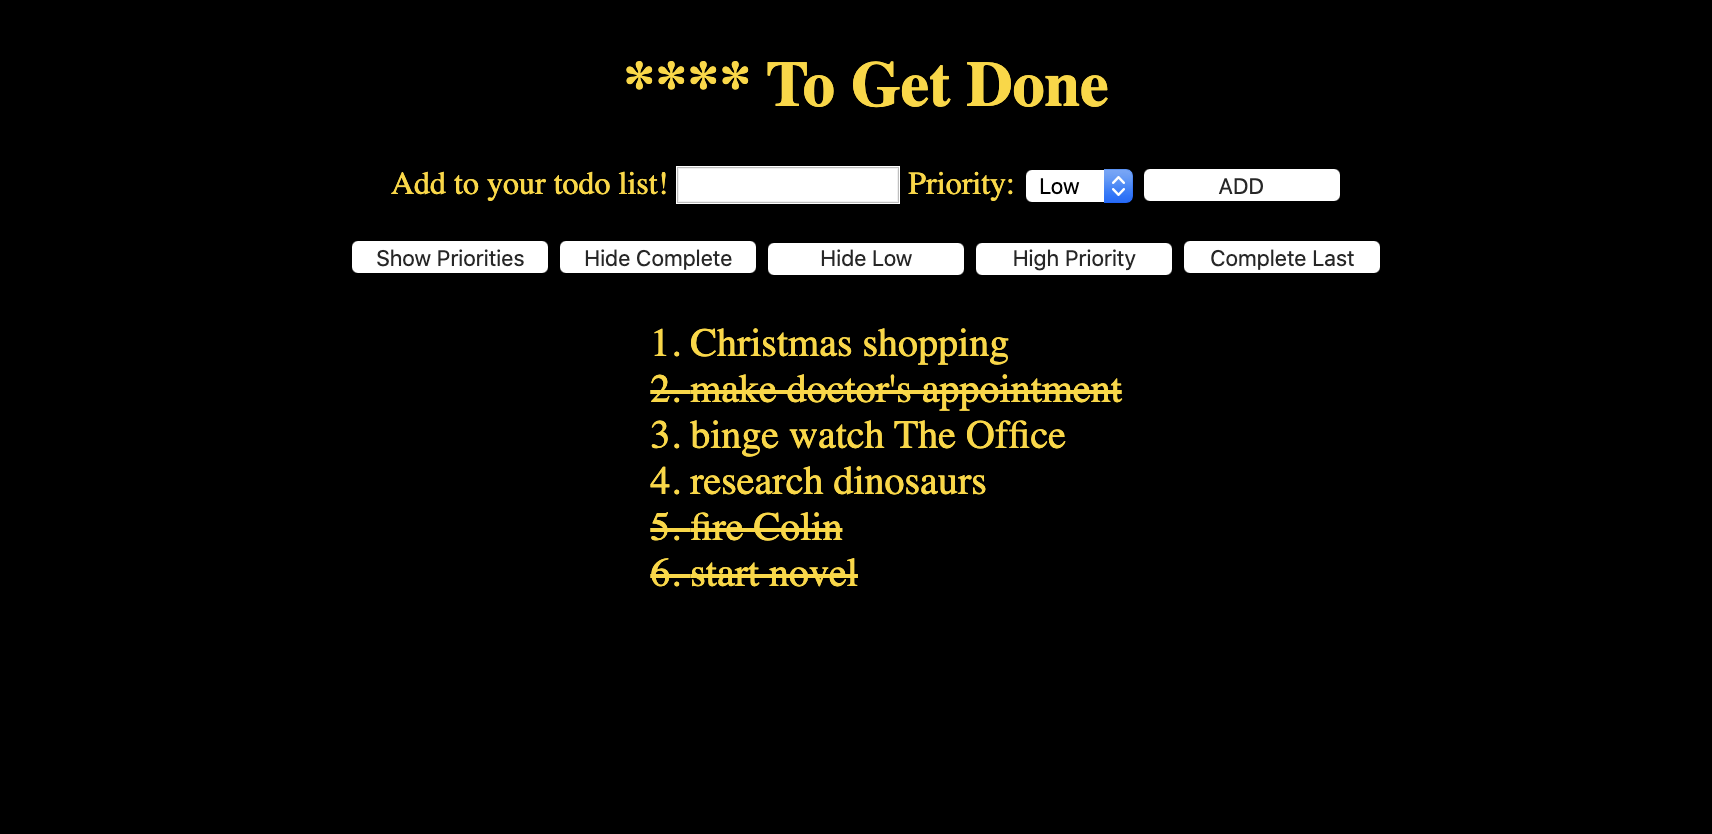 **** To Get Done
Add to your todo list! Priority: Low ADD
Show Priorities Hide Complete Hide Low High Priority Complete Last
1. Christmas shopping
2. make doctor's appointment
3. binge watch The Office
4. research dinosaurs
5. fire Colin
6. start novel